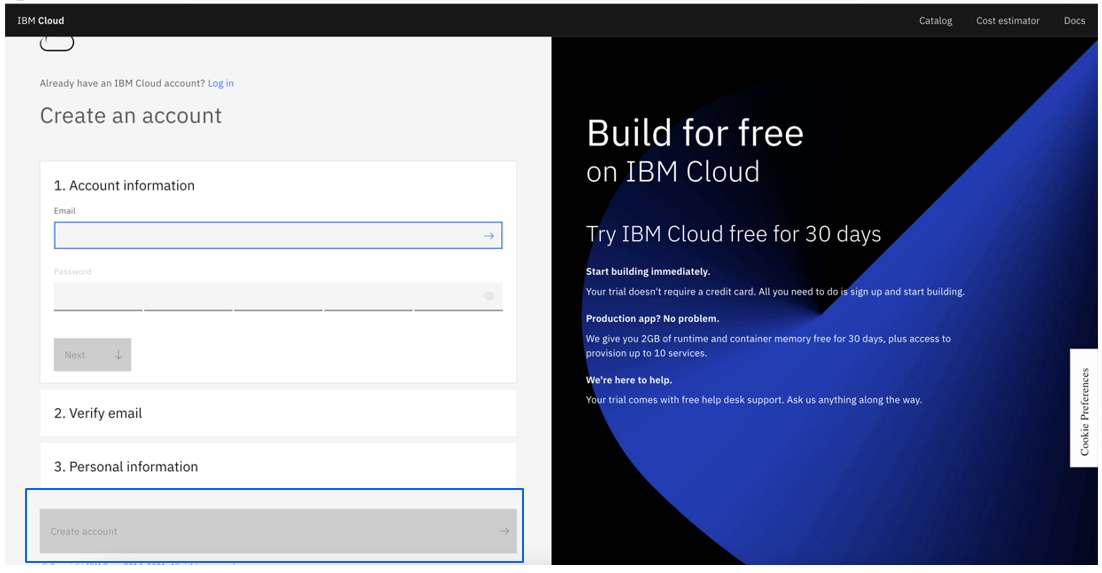 IBM Cloud
Catalog Cost estimator Docs
Already have an IBM Cloud account? Log in
Create an account
1. Account information
Email
Password
Next
2. Verify email
3. Personal information
Create account
Build for free
on IBM Cloud
Try IBM Cloud free for 30 days
Start building immediately.
Your trial doesn't require a credit card. All you need to do is sign up and start building.
Production app? No problem.
We give you 2GB of runtime and container memory free for 30 days, plus access to
provision up to 10 services.
We're here to help.
Your trial comes with free help desk support. Ask us anything along the way.
Cookie Preferences